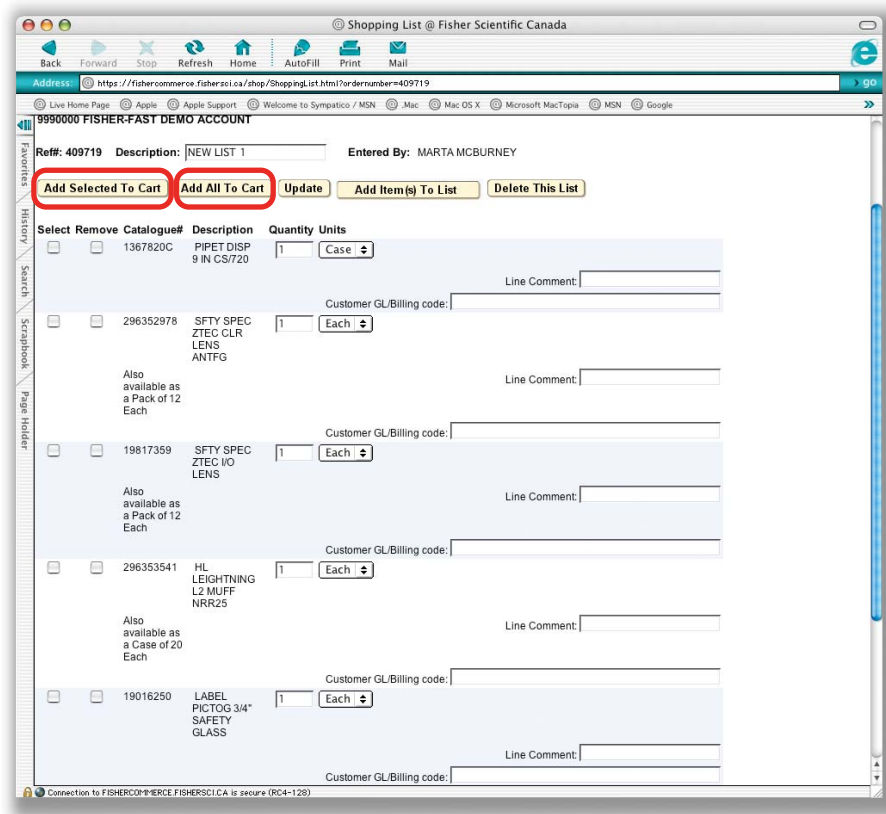 Shopping List @ Fisher Scientific Canada
Back Forward Stop Refresh Home AutoFill Print Mail
Address: https://fishercommerce.fishersci.ca/shop/ShoppingList.html?ordernumber=409719 go
Live Home Page Apple Apple Support Welcome to Sympatico / MSN .Mac Mac OS X Microsoft MacTopia MSN Google »
Favorites
History
Search
Scrapbook
Page Holder
9990000 FISHER-FAST DEMO ACCOUNT
Ref#: 409719 Description: NEW LIST 1 Entered By: MARTA MCBURNEY
Add Selected To Cart Add All To Cart Update Add Item(s) To List Delete This List
Select Remove Catalogue# Description Quantity Units
1367820C PIPET DISP 1 Case
9 IN CS/720
Line Comment:
Customer GL/Billing code:
296352978 SFTY SPEC 1 Each
ZTEC CLR
LENS
ANTFG
Also
available as
a Pack of 12
Each
Line Comment:
Customer GL/Billing code:
19817359 SFTY SPEC 1 Each
ZTEC I/O
LENS
Also
available as
a Pack of 12
Each
Line Comment:
Customer GL/Billing code:
296353541 HL 1 Each
LEIGHTNING
L2 MUFF
NRR25
Also
available as
a Case of 20
Each
Line Comment:
Customer GL/Billing code:
19016250 LABEL 1 Each
PICTOG 3/4"
SAFETY
GLASS
Line Comment:
Customer GL/Billing code:
Connection to FISHERCOMMERCE.FISHERSCI.CA is secure (RC4-128)